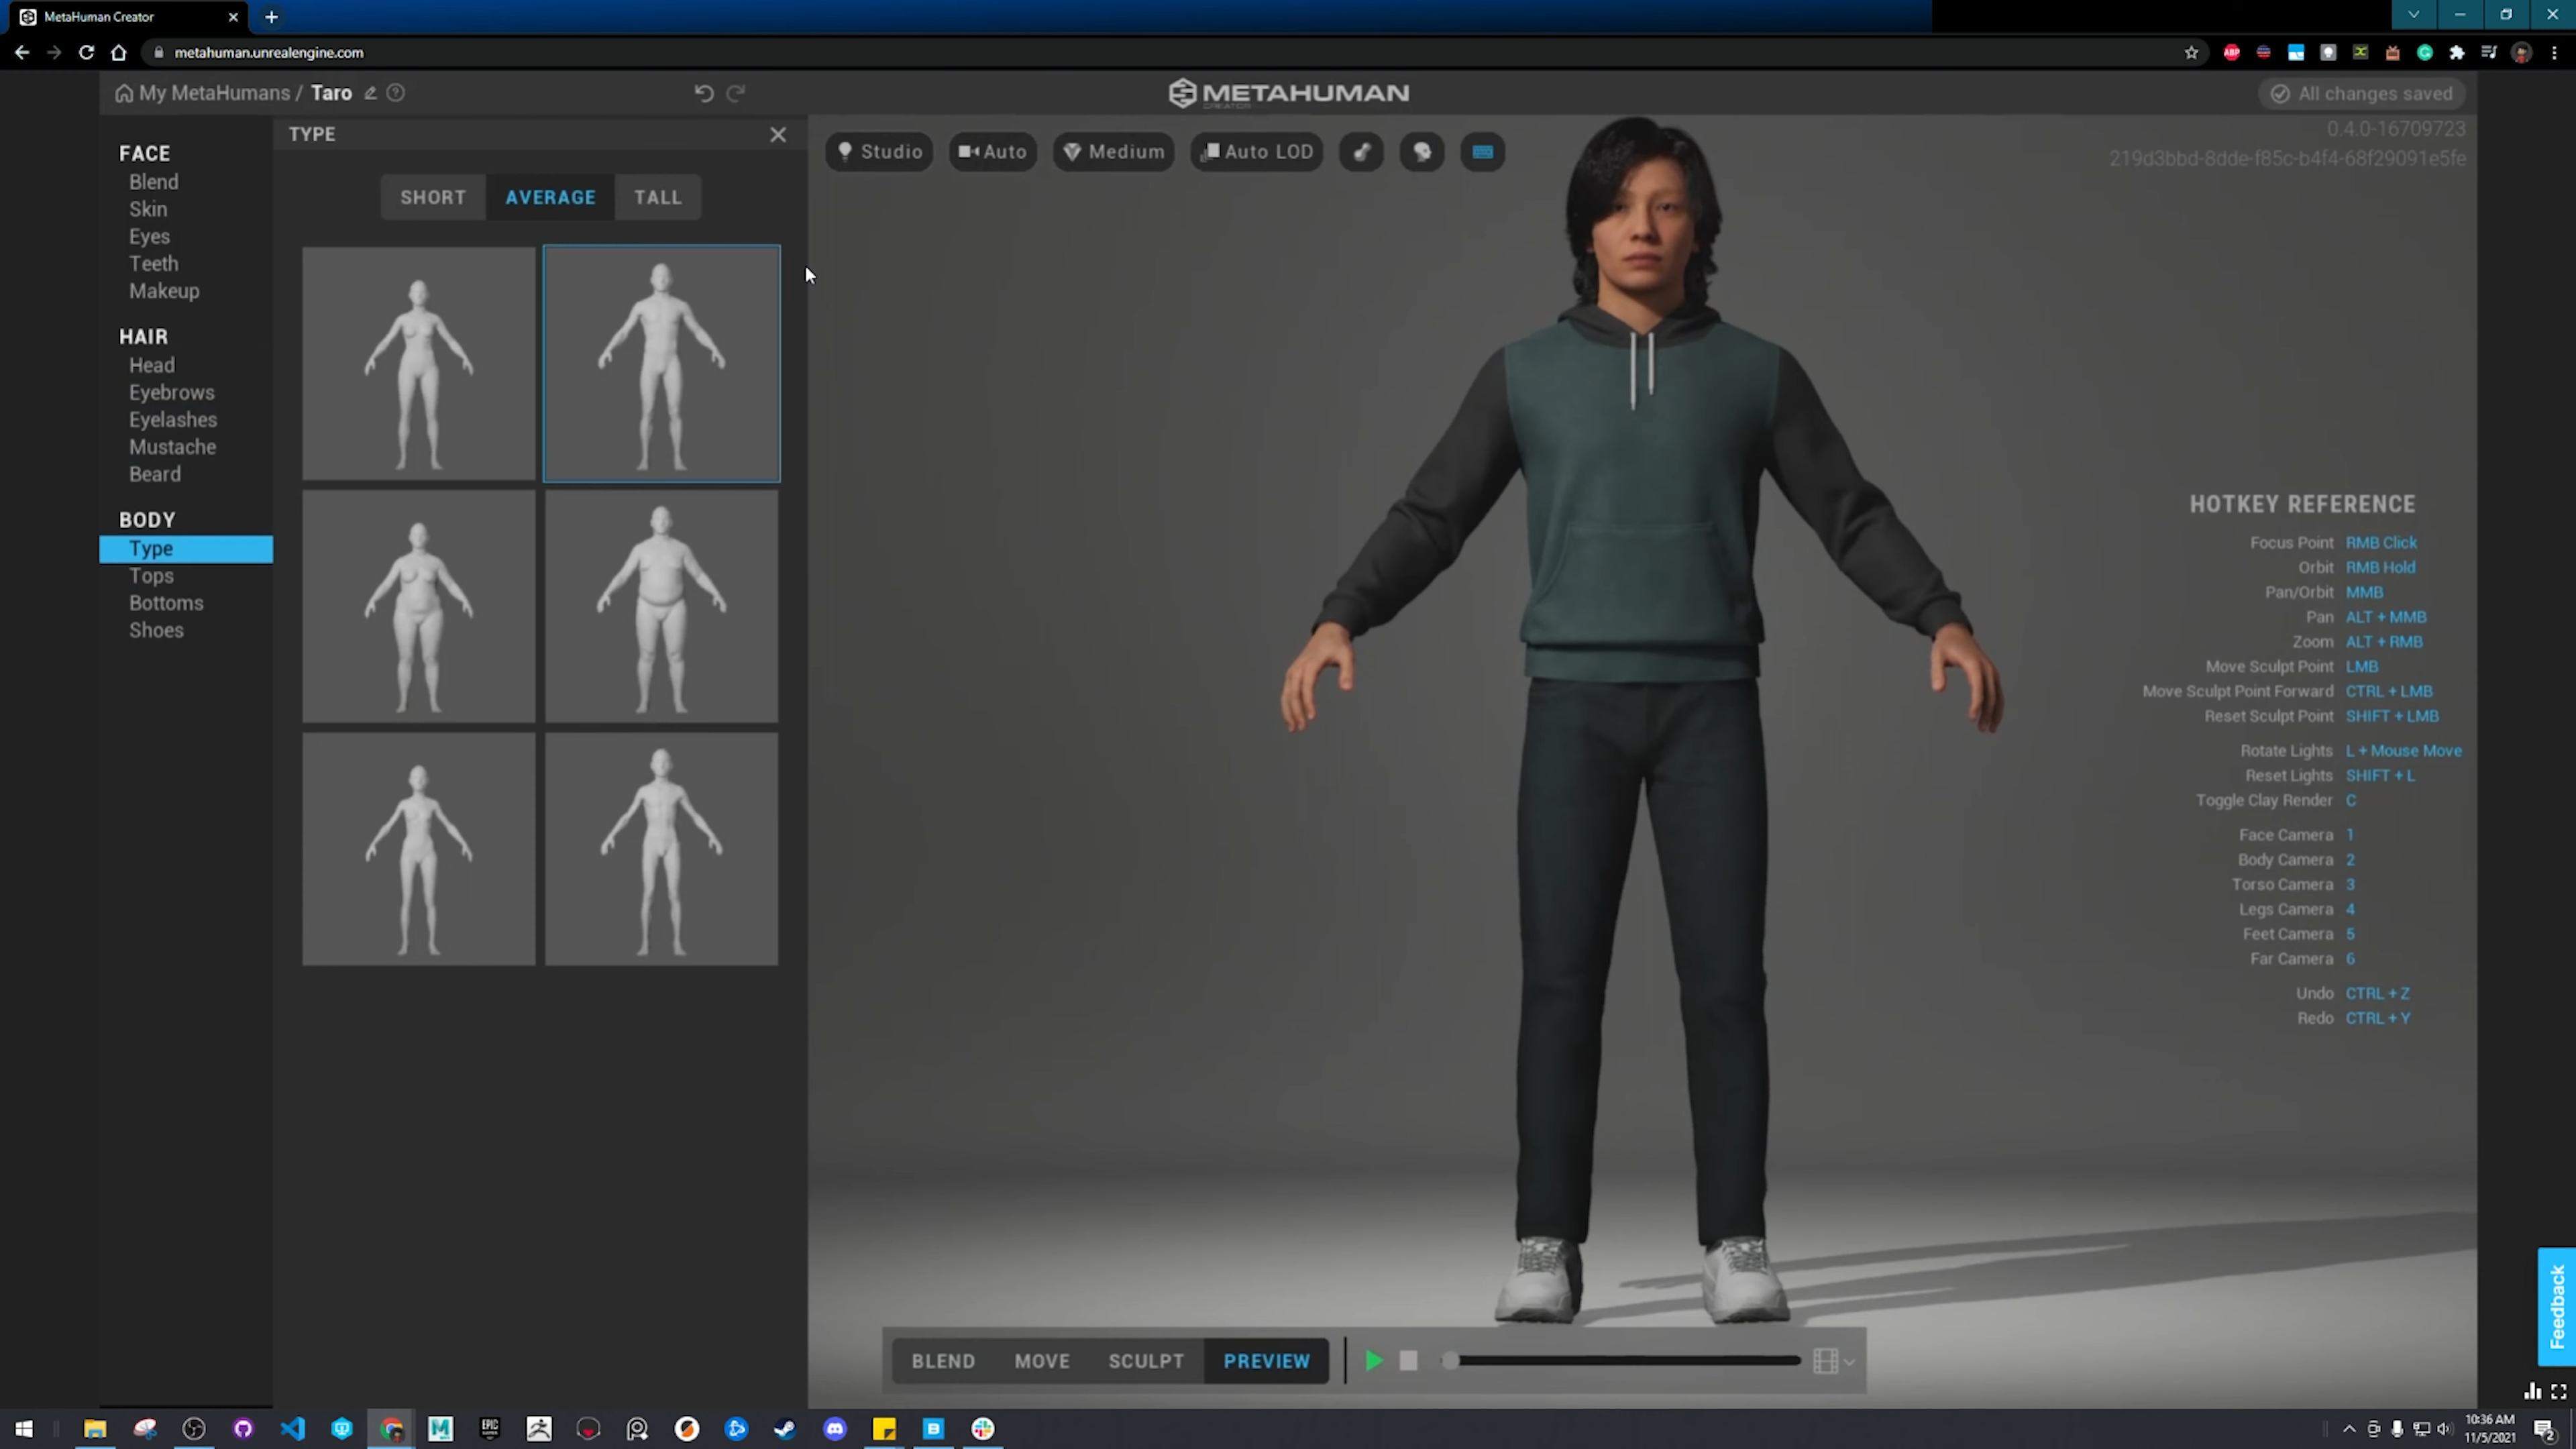 MetaHuman Creator
metahuman.unrealengine.com
ABP
My MetaHumans / Taro
METAHUMAN
CREATOR
All changes saved
0.4.0-16709723
219d3bbd-8dde-f85c-b4f4-68f29091e5fe
FACE
Blend
Skin
Eyes
Teeth
Makeup
HAIR
Head
Eyebrows
Eyelashes
Mustache
Beard
BODY
Type
Tops
Bottoms
Shoes
TYPE
SHORT AVERAGE TALL
Studio Auto Medium Auto LOD
HOTKEY REFERENCE
Focus Point RMB Click
Orbit RMB Hold
Pan/Orbit MMB
Pan ALT + MMB
Zoom ALT + RMB
Move Sculpt Point LMB
Move Sculpt Point Forward CTRL + LMB
Reset Sculpt Point SHIFT + LMB
Rotate Lights L + Mouse Move
Reset Lights SHIFT + L
Toggle Clay Render C
Face Camera 1
Body Camera 2
Torso Camera 3
Legs Camera 4
Feet Camera 5
Far Camera 6
Undo CTRL + Z
Redo CTRL + Y
Feedback
BLEND MOVE SCULPT PREVIEW
EPIC
10:36 AM
11/5/2021
2